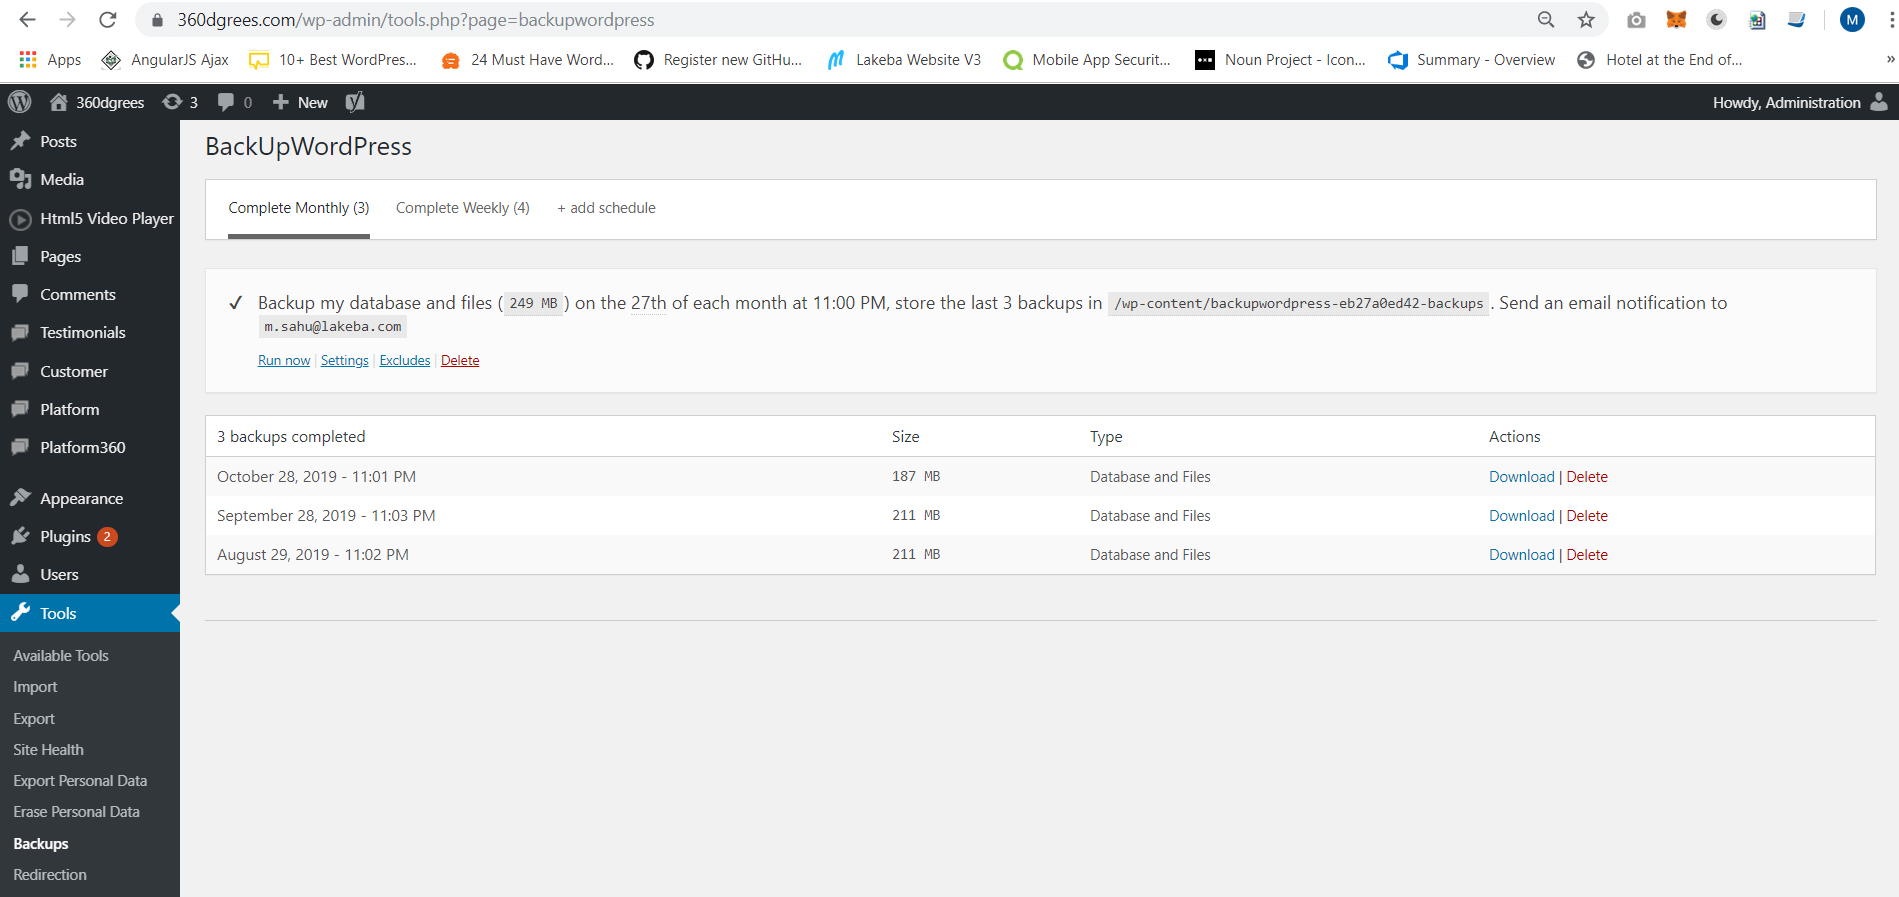 360dgrees.com/wp-admin/tools.php?page=backupwordpress
M
Apps AngularJS Ajax 10+ Best WordPres... 24 Must Have Word... Register new GitHu... Lakeba Website V3 Mobile App Securit... Noun Project - Icon... Summary - Overview Hotel at the End of... »
360dgrees 3 0 New Howdy, Administration
Posts
Media
Html5 Video Player
Pages
Comments
Testimonials
Customer
Platform
Platform360
Appearance
Plugins 2
Users
Tools
Available Tools
Import
Export
Site Health
Export Personal Data
Erase Personal Data
Backups
Redirection
BackUpWordPress
Complete Monthly (3) Complete Weekly (4) + add schedule
Backup my database and files ( 249 MB ) on the 27th of each month at 11:00 PM, store the last 3 backups in /wp-content/backupwordpress-eb27a0ed42-backups . Send an email notification to
m.sahu@lakeba.com
Run now | Settings | Excludes | Delete
3 backups completed Size Type Actions
October 28, 2019 - 11:01 PM 187 MB Database and Files Download | Delete
September 28, 2019 - 11:03 PM 211 MB Database and Files Download | Delete
August 29, 2019 - 11:02 PM 211 MB Database and Files Download | Delete